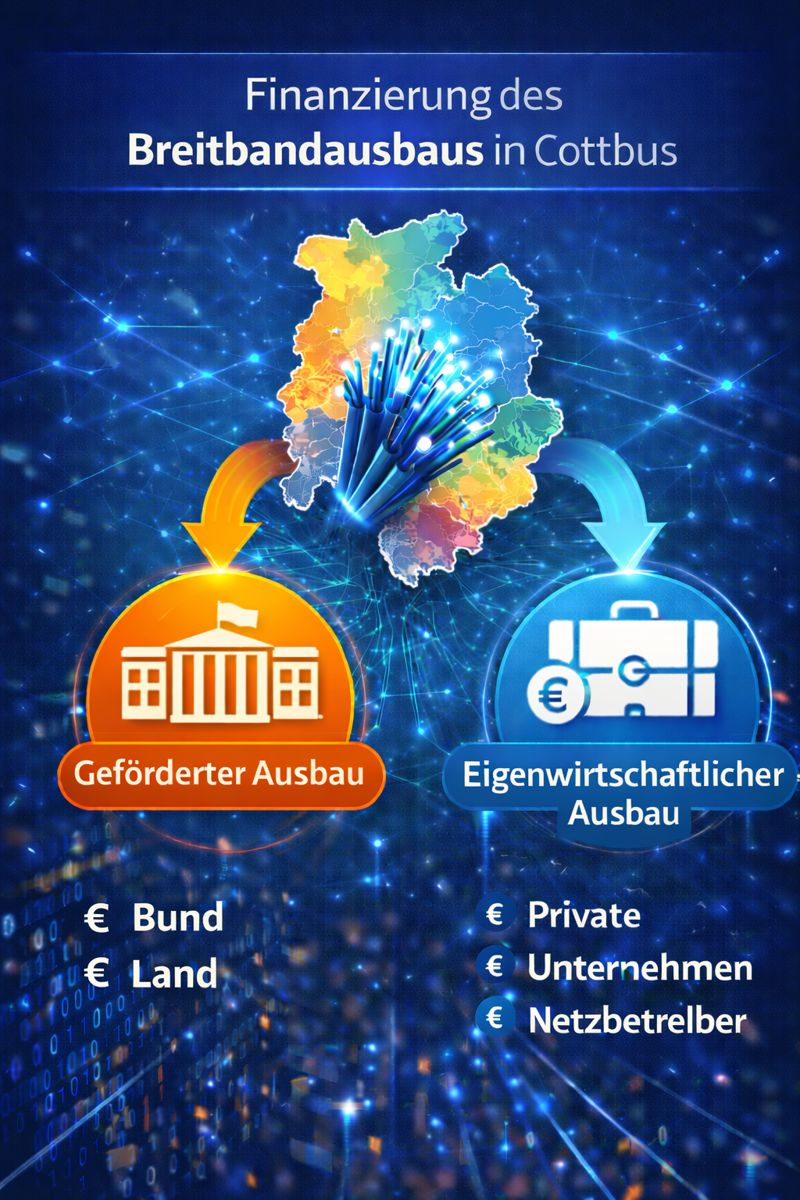 Finanzierung des
Breitbandausbaus in Cottbus
€
Geförderter Ausbau
Eigenwirtschaftlicher
Ausbau
€ Bund
€ Land
€ Private
€ Unternehmen
€ Netzbetrelber